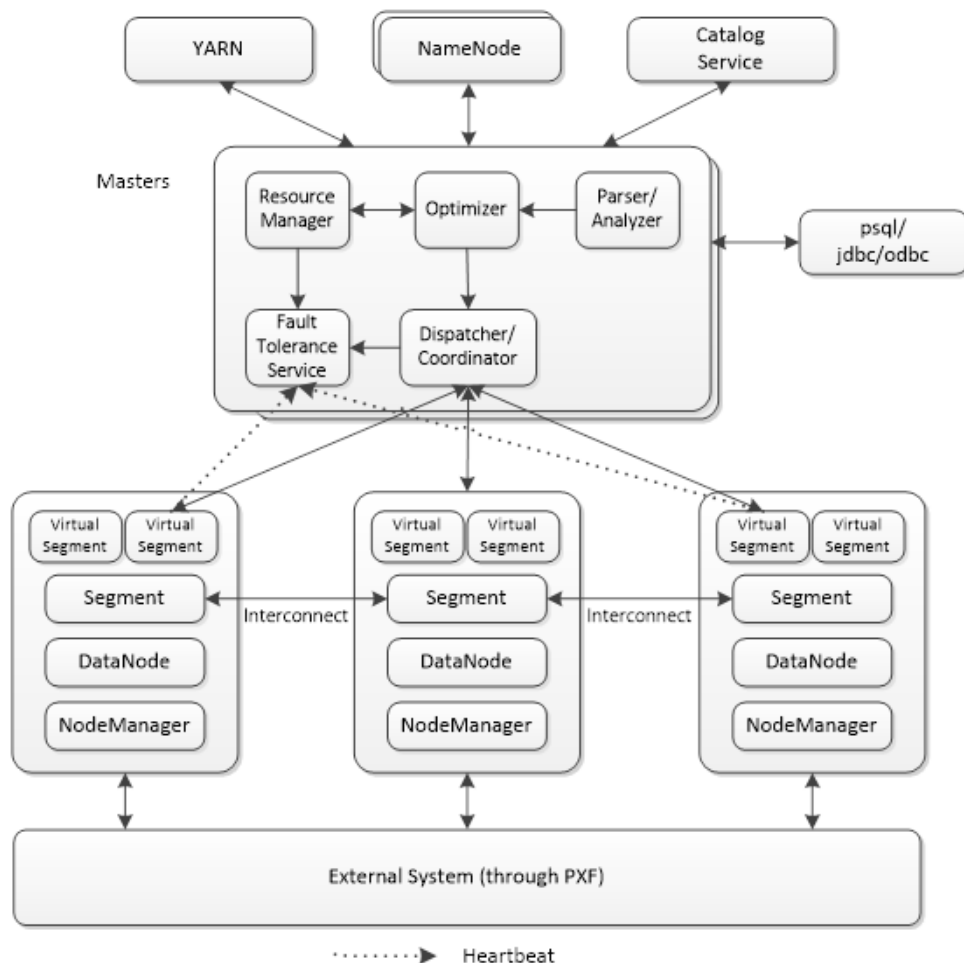 YARN
NameNode
Catalog
Service
Masters
Resource
Manager
Optimizer
Parser/
Analyzer
psql/
jdbc/odbc
Fault
Tolerance
Service
Dispatcher/
Coordinator
Virtual
Segment
Virtual
Segment
Segment
DataNode
NodeManager
Interconnect
Virtual
Segment
Virtual
Segment
Segment
DataNode
NodeManager
Interconnect
Virtual
Segment
Virtual
Segment
Segment
DataNode
NodeManager
External System (through PXF)
Heartbeat